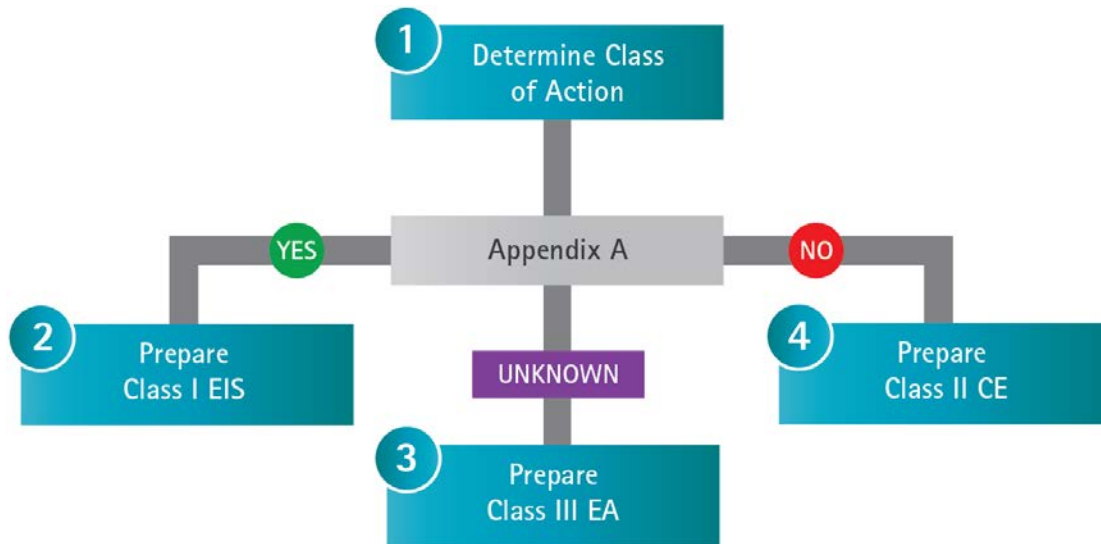 1
Determine Class
of Action
YES
Appendix A
NO
2
Prepare
Class I EIS
UNKNOWN
4
Prepare
Class II CE
3
Prepare
Class III EA